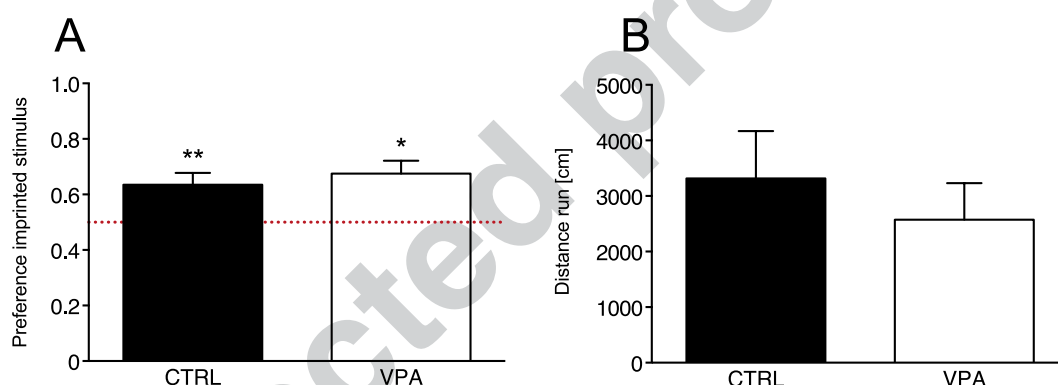 A
Preference imprinted stimulus
1.0
0.8
0.6
0.4
0.2
0
**
*
CTRL
VPA
B
Distance run [cm]
5000
4000
3000
2000
1000
0
CTRL
VPA